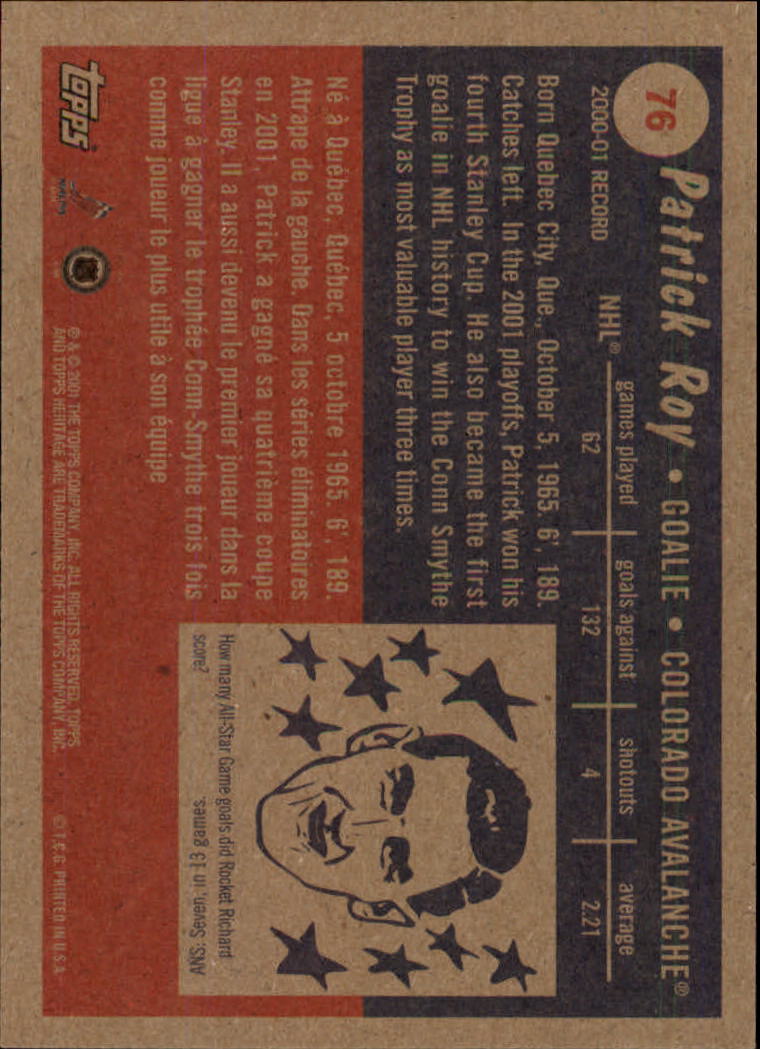 76
Patrick Roy • GOALIE • COLORADO AVALANCHE®
2000-01 RECORD
games played goals against shotouts average
NHL® 62 132 4 2.21
Born Quebec City, Que., October 5, 1965. 6', 189.
Catches left. In the 2001 playoffs, Patrick won his
fourth Stanley Cup. He also became the first
goalie in NHL history to win the Conn Smythe
Trophy as most valuable player three times.
Né à Québec, Québec, 5 octobre 1965. 6', 189.
Attrape de la gauche. Dans les séries éliminatoires
en 2001, Patrick a gagné sa quatrième coupe
Stanley. Il a aussi devenu le premier joueur dans la
ligue à gagner le trophée Conn-Smythe trois fois
comme joueur le plus utile à son équipe
How many All-Star Game goals did Rocket Richard
score?
ANS: Seven, in 13 games.
topps
® & © 2001 THE TOPPS COMPANY, INC. ALL RIGHTS RESERVED. TOPPS
AND TOPPS HERITAGE ARE TRADEMARKS OF THE TOPPS COMPANY, INC.
© T.C.G. PRINTED IN U.S.A.